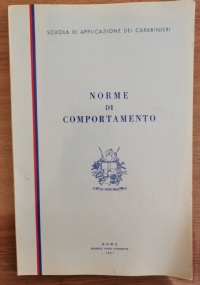 SCUOLA DI APPLICAZIONE DEI CARABINIERI
NORME
DI
COMPORTAMENTO
ROMA